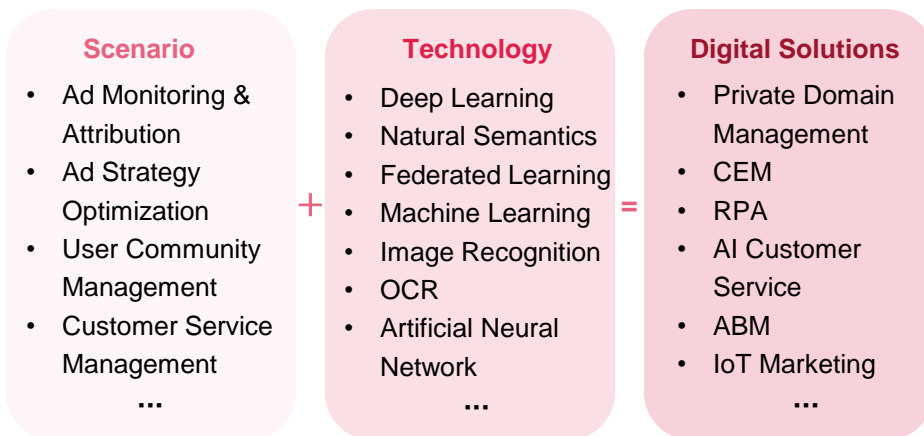 Scenario
• Ad Monitoring &
Attribution
• Ad Strategy
Optimization
• User Community
Management
• Customer Service
Management
...
+
Technology
• Deep Learning
• Natural Semantics
• Federated Learning
• Machine Learning
• Image Recognition
• OCR
• Artificial Neural
Network
...
=
Digital Solutions
• Private Domain
Management
• CEM
• RPA
• AI Customer
Service
• ABM
• IoT Marketing
...